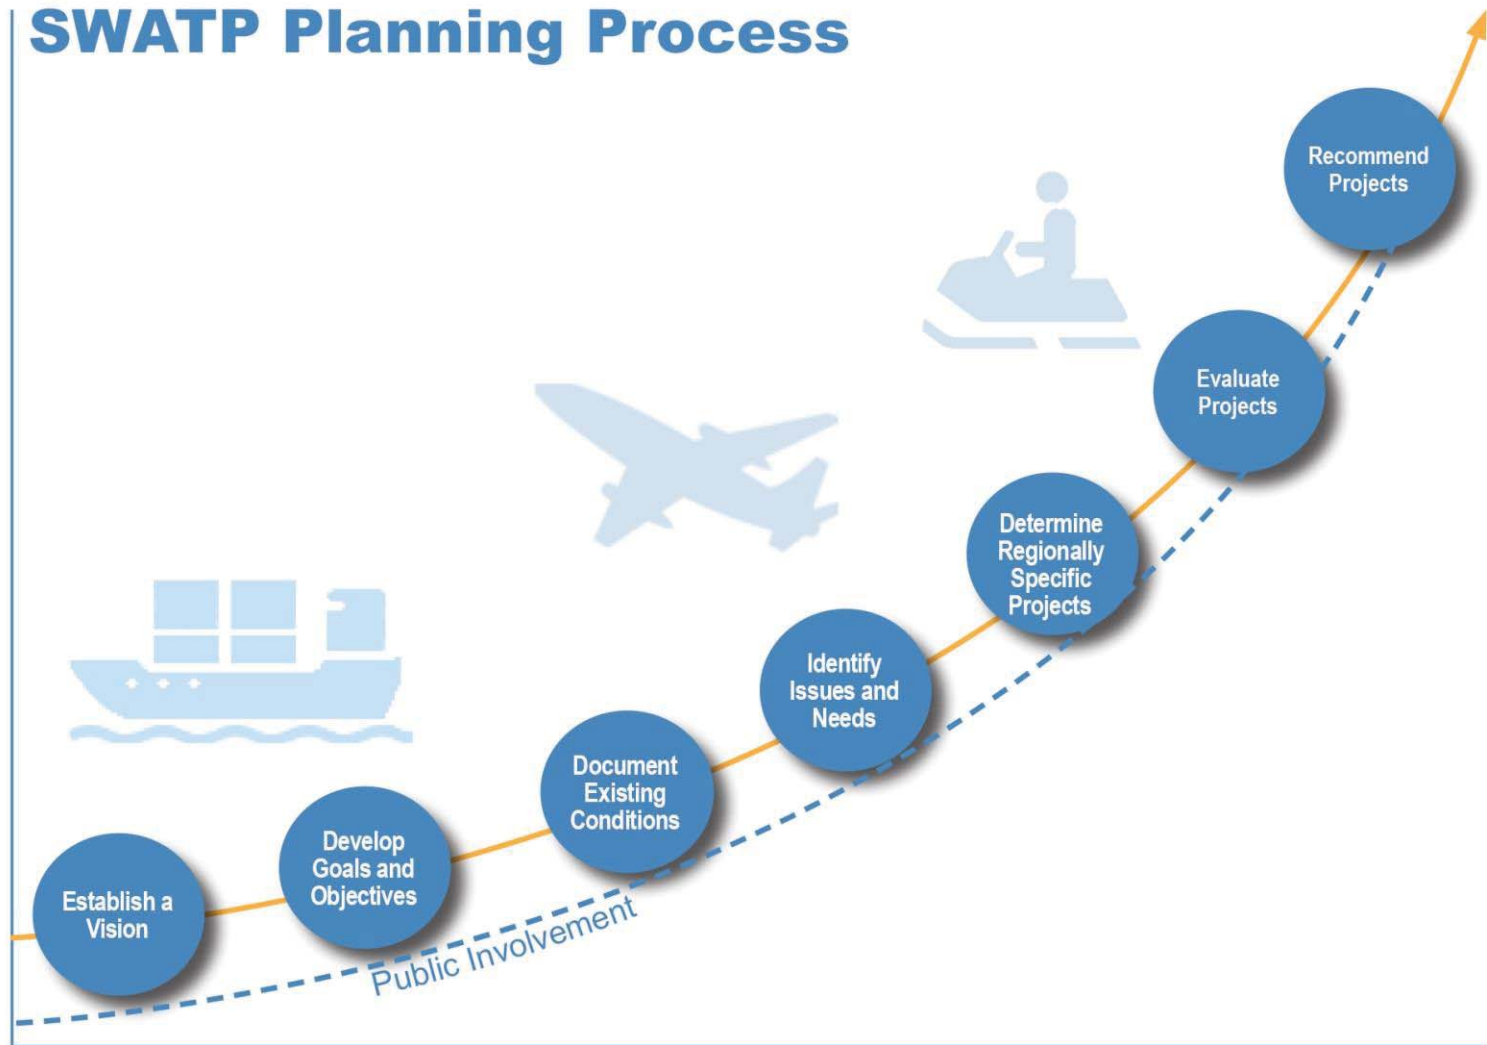 SWATP Planning Process
Recommend
Projects
Evaluate
Projects
Determine
Regionally
Specific
Projects
Identify
Issues and
Needs
Document
Existing
Conditions
Develop
Goals and
Objectives
Establish a
Vision
Public Involvement